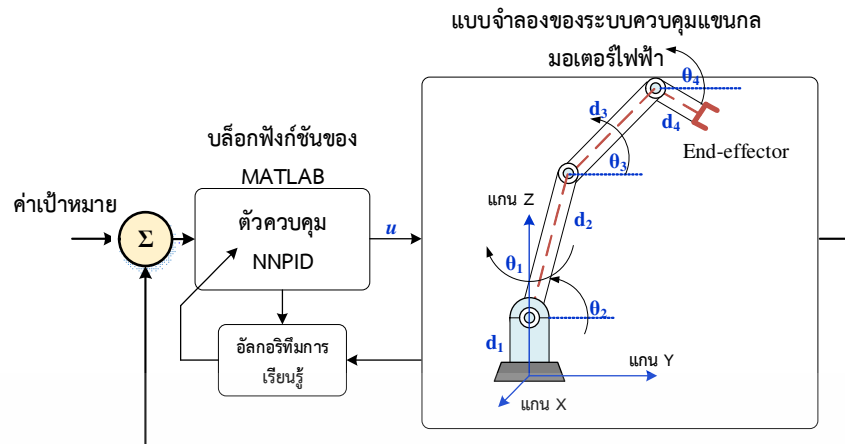 แบบจำลองของระบบควบคุมแขนกล
มอเตอร์ไฟฟ้า
บล็อกฟังก์ชันของ
MATLAB
ค่าเป้าหมาย
Σ
ตัวควบคุม
NNPID
u
อัลกอริทึมการ
เรียนรู้
θ4
d3
d4
End-effector
θ3
แกน Z
d2
θ1
θ2
d1
แกน Y
แกน X